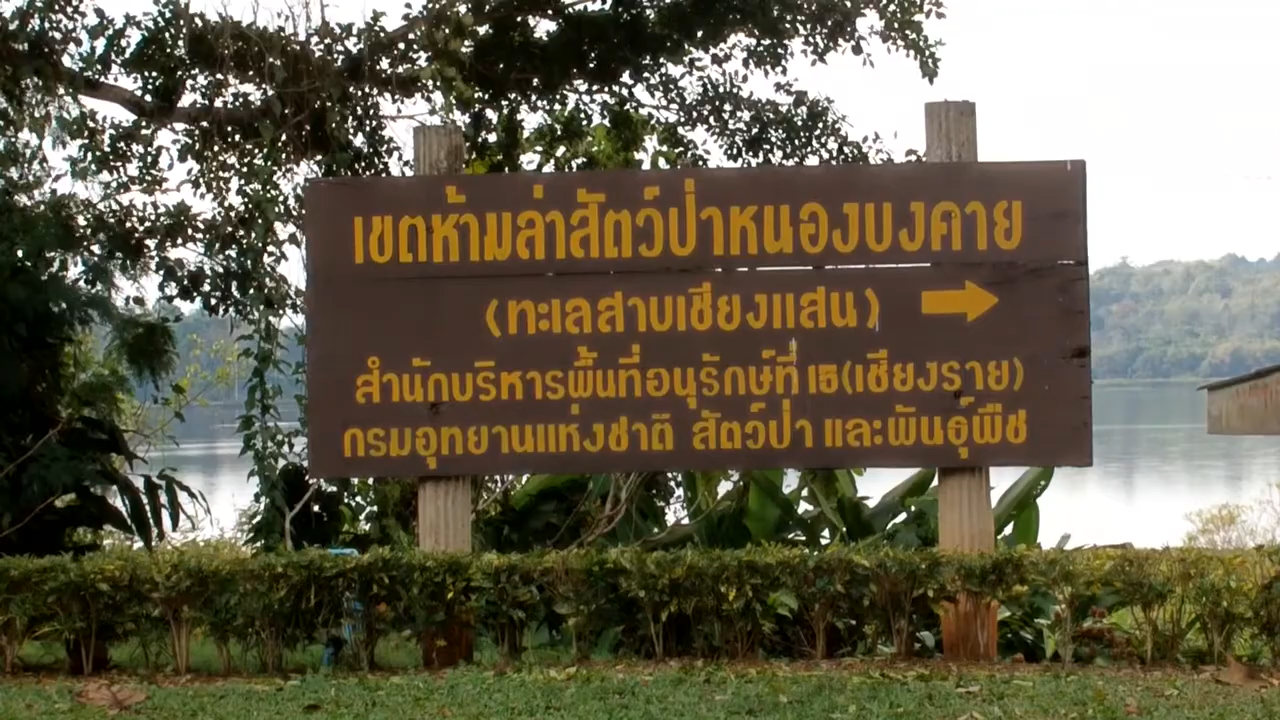 เขตห้ามล่าสัตว์ป่าหนองบงคาย
(ทะเลสาบเชียงแสน)
สำนักบริหารพื้นที่อนุรักษ์ที่ 15(เชียงราย)
กรมอุทยานแห่งชาติ สัตว์ป่า และพันธุ์พืช